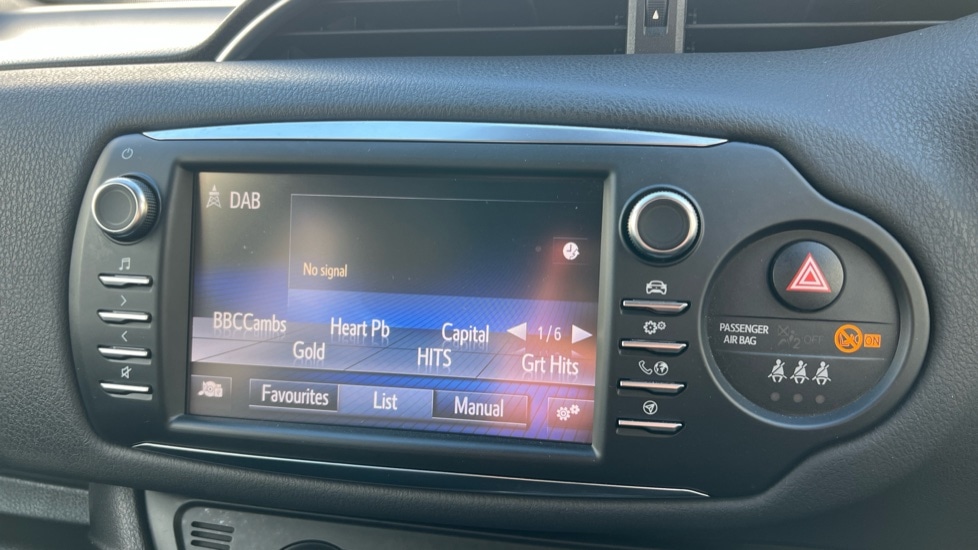 DAB
No signal
BBCCambs Heart Pb Capital 1/6
Gold HITS Grt Hits
Favourites List Manual
PASSENGER
AIR BAG
OFF ON